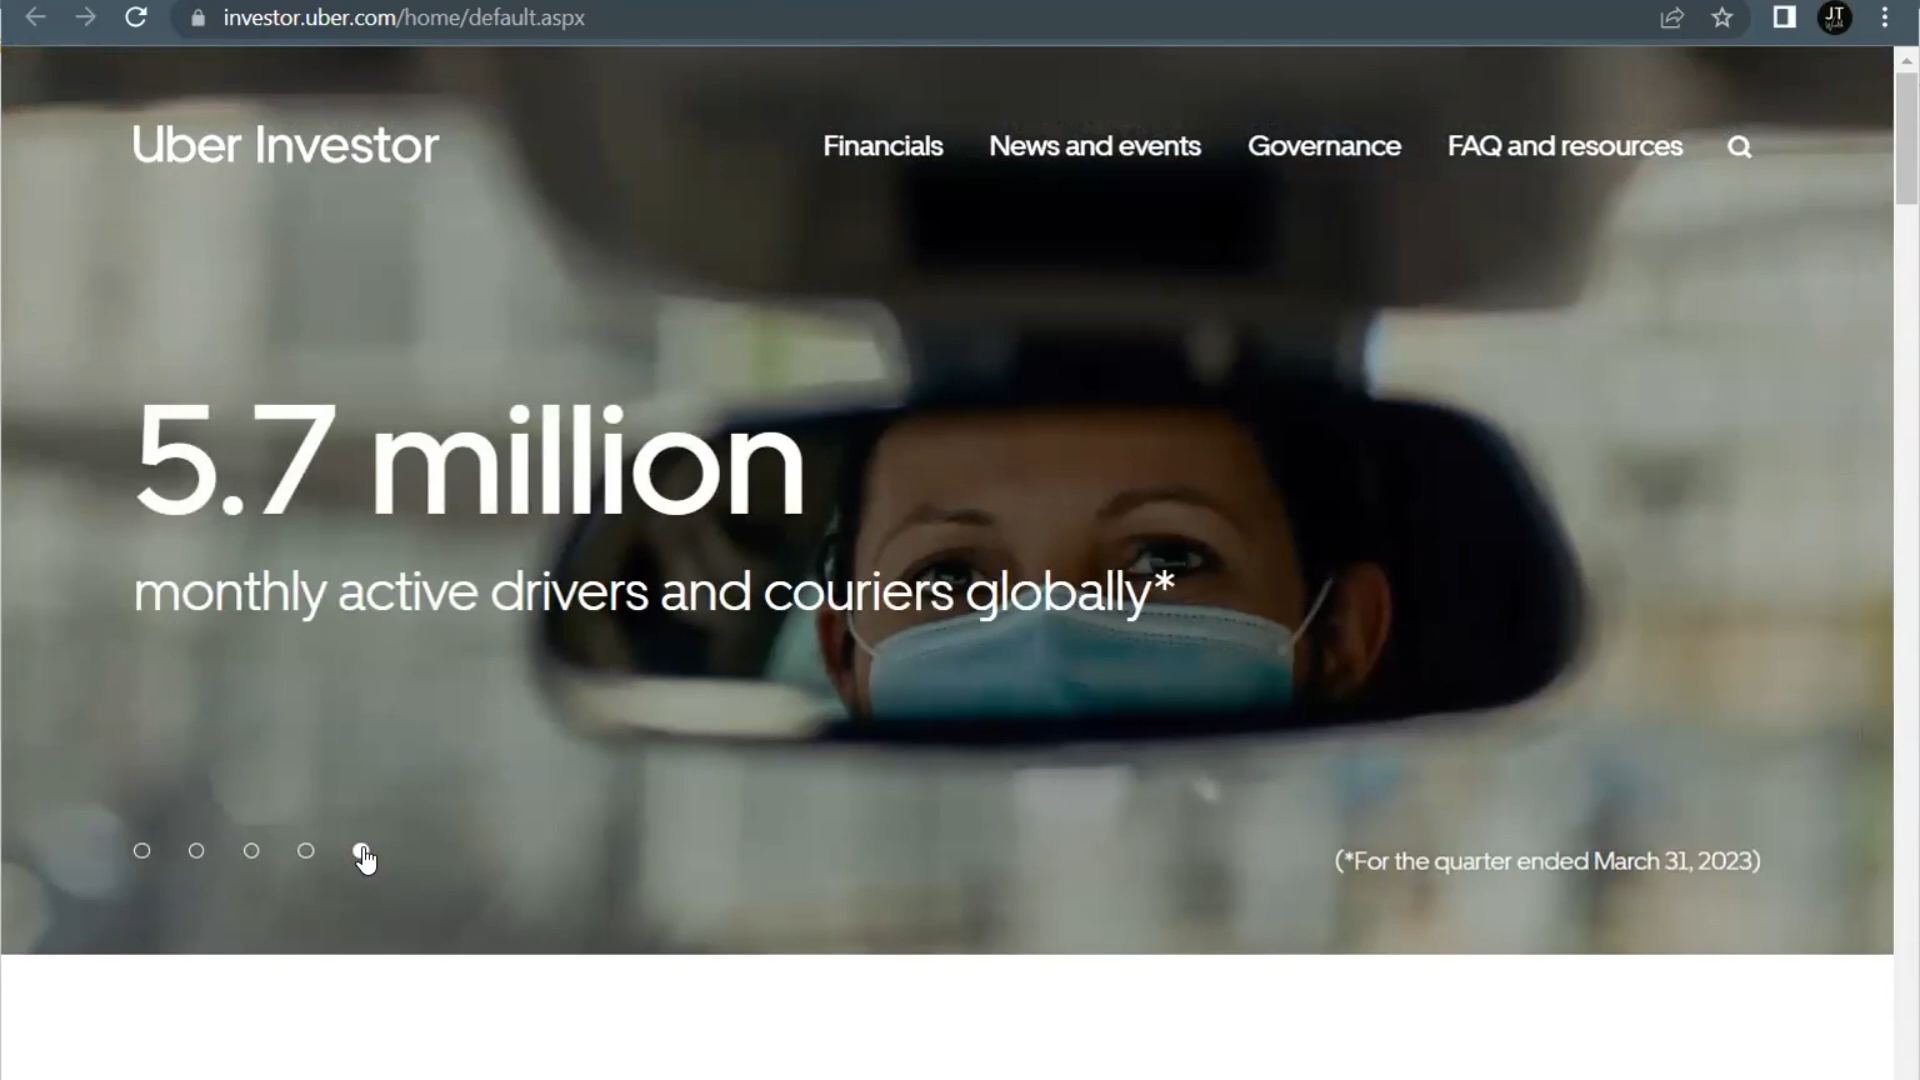 investor.uber.com/home/default.aspx
JT
Uber Investor
Financials
News and events
Governance
FAQ and resources
5.7 million
monthly active drivers and couriers globally*
(*For the quarter ended March 31, 2023)